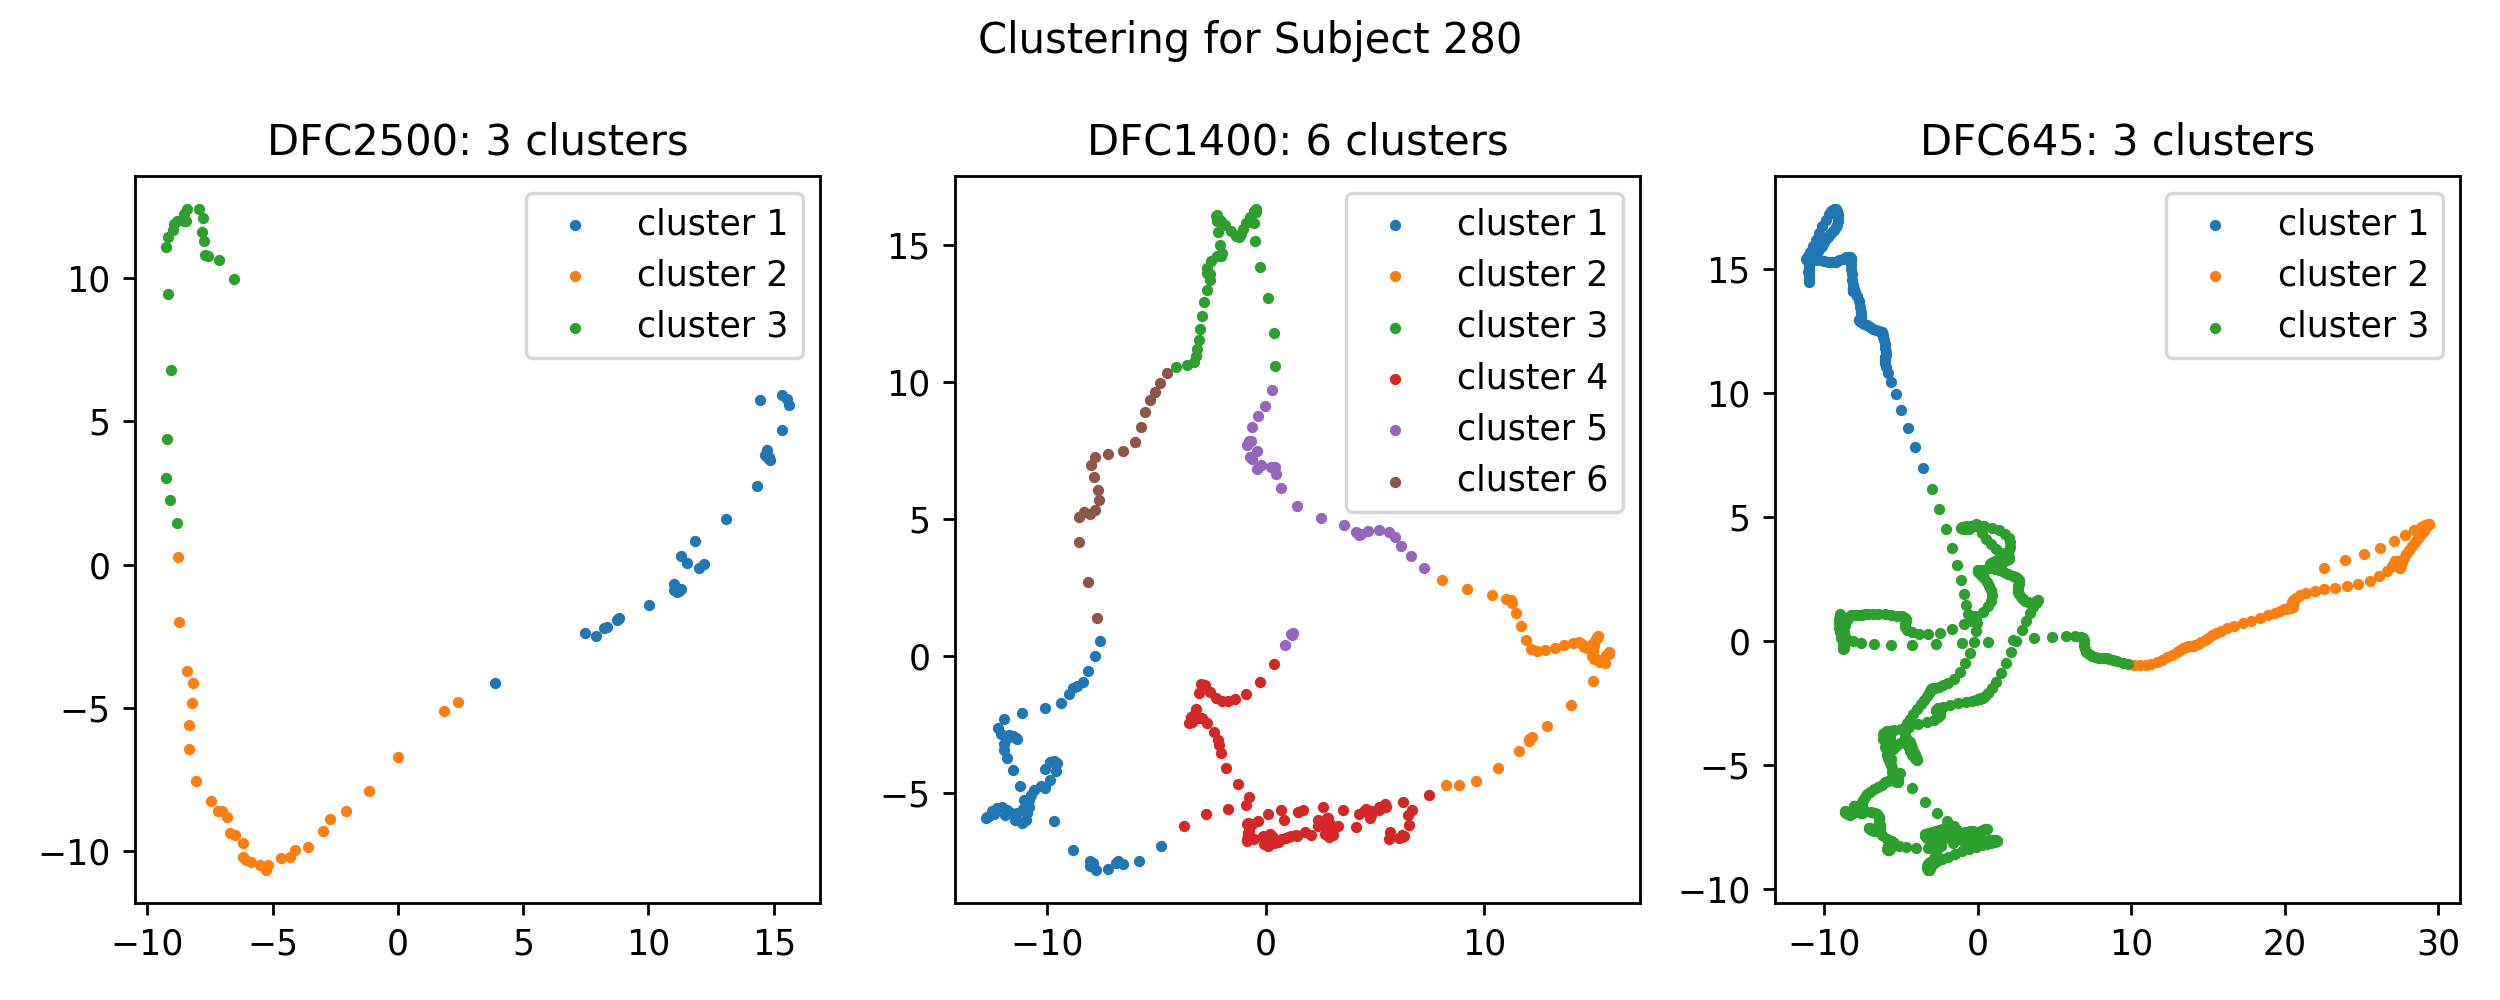 Clustering for Subject 280
DFC2500: 3 clusters
cluster 1
cluster 2
cluster 3
10
5
0
−5
−10
−10
−5
0
5
10
15
DFC1400: 6 clusters
cluster 1
cluster 2
cluster 3
cluster 4
cluster 5
cluster 6
15
10
5
0
−5
−10
0
10
DFC645: 3 clusters
cluster 1
cluster 2
cluster 3
15
10
5
0
−5
−10
−10
0
10
20
30